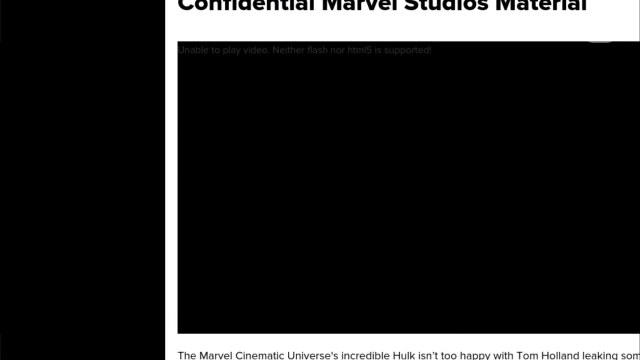 Confidential Marvel Studios Material
Unable to play video. Neither flash nor html5 is supported!
The Marvel Cinematic Universe's incredible Hulk isn't too happy with Tom Holland leaking som